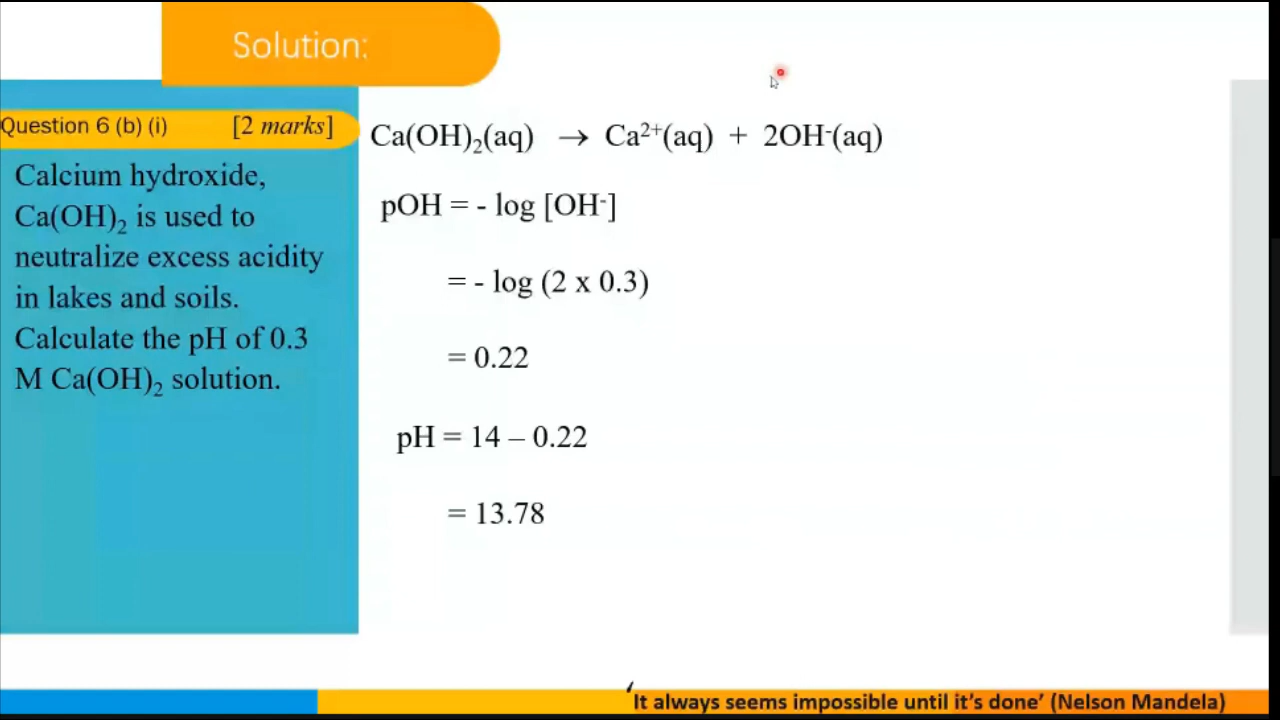 Solution:
Question 6 (b) (i) [2 marks]
Calcium hydroxide,
Ca(OH)₂ is used to
neutralize excess acidity
in lakes and soils.
Calculate the pH of 0.3
M Ca(OH)₂ solution.
Ca(OH)₂(aq) → Ca²⁺(aq) + 2OH⁻(aq)
pOH = - log [OH⁻]
= - log (2 x 0.3)
= 0.22
pH = 14 – 0.22
= 13.78
‘It always seems impossible until it’s done’ (Nelson Mandela)